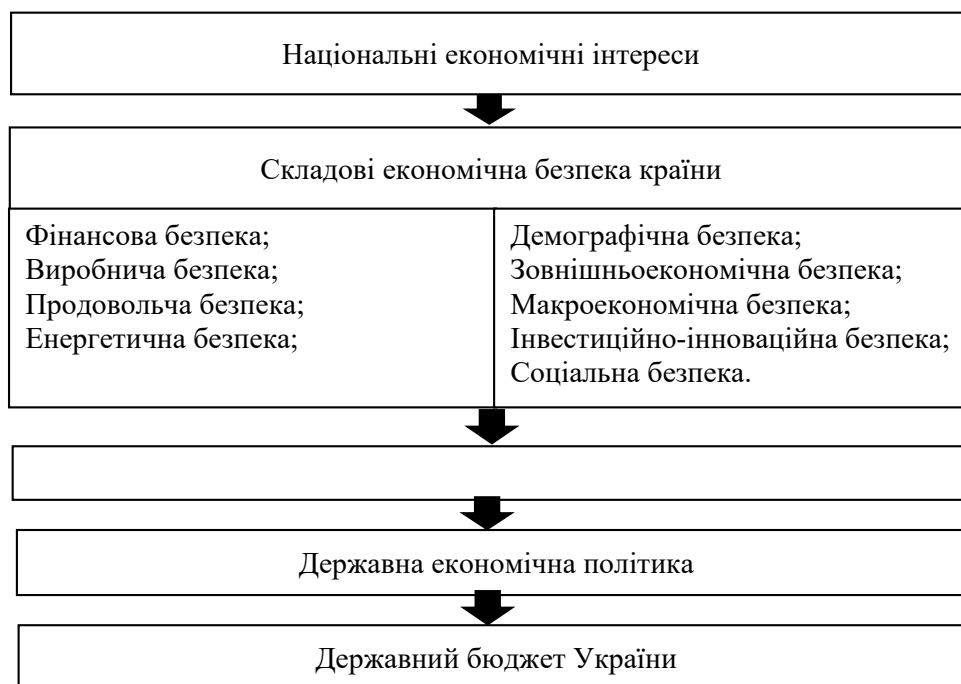 Національні економічні інтереси
Складові економічна безпека країни
Фінансова безпека;
Виробнича безпека;
Продовольча безпека;
Енергетична безпека;
Демографічна безпека;
Зовнішньоекономічна безпека;
Макроекономічна безпека;
Інвестиційно-інноваційна безпека;
Соціальна безпека.
Державна економічна політика
Державний бюджет України